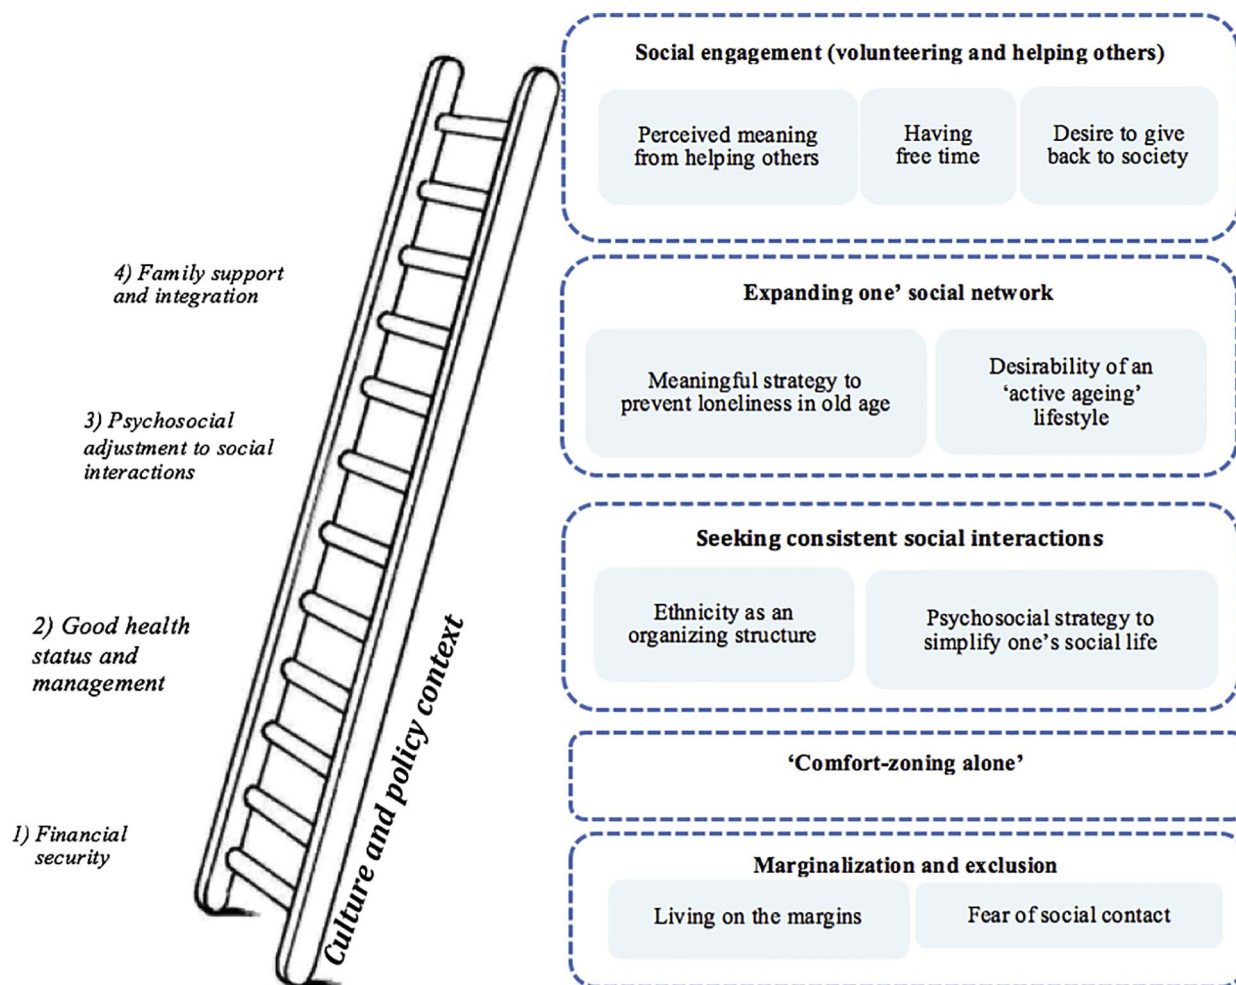 Social engagement (volunteering and helping others)
Perceived meaning
from helping others
Having
free time
Desire to give
back to society
4) Family support
and integration
Expanding one’ social network
Meaningful strategy to
prevent loneliness in old age
Desirability of an
‘active ageing’
lifestyle
3) Psychosocial
adjustment to social
interactions
Seeking consistent social interactions
Ethnicity as an
organizing structure
Psychosocial strategy to
simplify one’s social life
2) Good health
status and
management
‘Comfort-zoning alone’
1) Financial
security
Marginalization and exclusion
Living on the margins
Fear of social contact
Culture and policy context